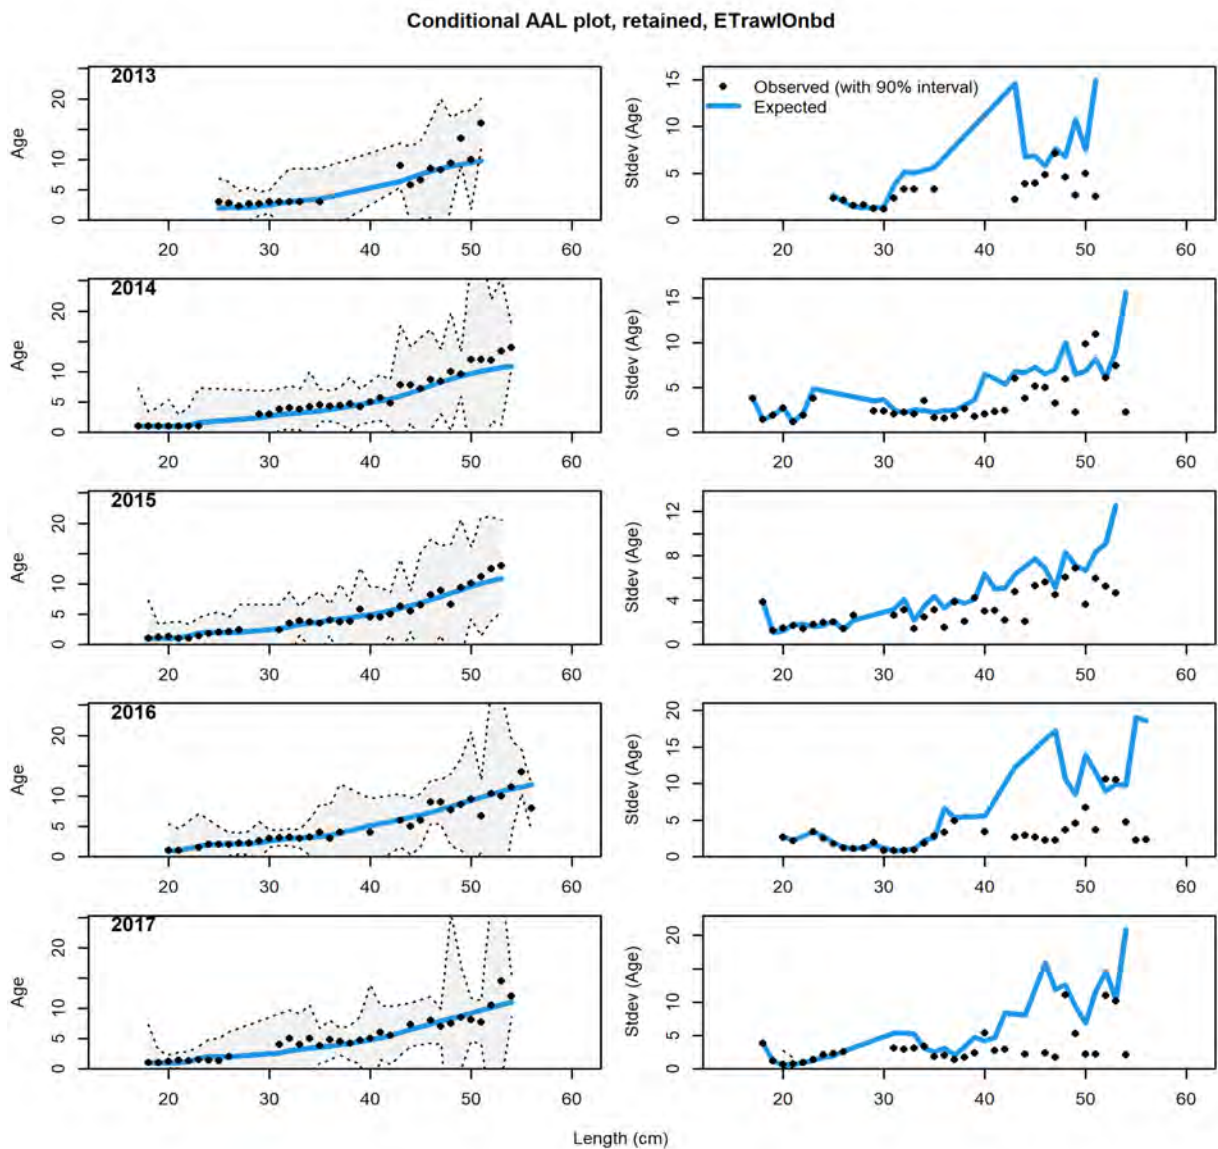 Conditional AAL plot, retained, ETrawlOnbd
2013
Age
0 5 10 20
20 30 40 50 60
Stdev (Age)
0 5 10 15
Observed (with 90% interval)
Expected
20 30 40 50 60
2014
Age
0 5 10 20
20 30 40 50 60
Stdev (Age)
0 5 10 15
20 30 40 50 60
2015
Age
0 5 10 20
20 30 40 50 60
Stdev (Age)
0 4 8 12
20 30 40 50 60
2016
Age
0 5 10 20
20 30 40 50 60
Stdev (Age)
0 5 10 15 20
20 30 40 50 60
2017
Age
0 5 10 20
20 30 40 50 60
Stdev (Age)
0 5 10 20
20 30 40 50 60
Length (cm)